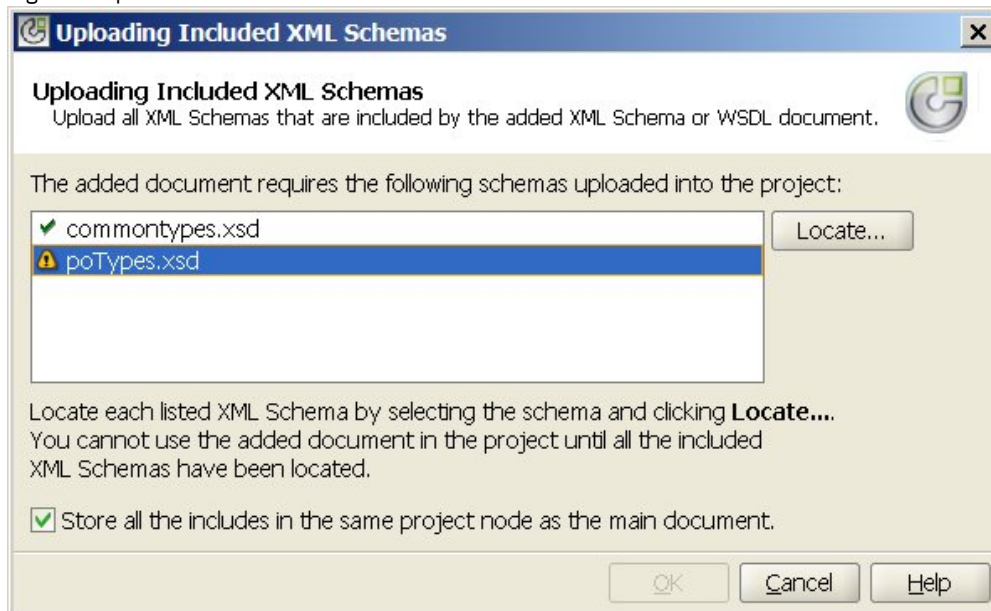 Uploading Included XML Schemas
Uploading Included XML Schemas
Upload all XML Schemas that are included by the added XML Schema or WSDL document.
The added document requires the following schemas uploaded into the project:
commontypes.xsd
Locate...
poTypes.xsd
Locate each listed XML Schema by selecting the schema and clicking Locate....
You cannot use the added document in the project until all the included
XML Schemas have been located.
Store all the includes in the same project node as the main document.
OK Cancel Help